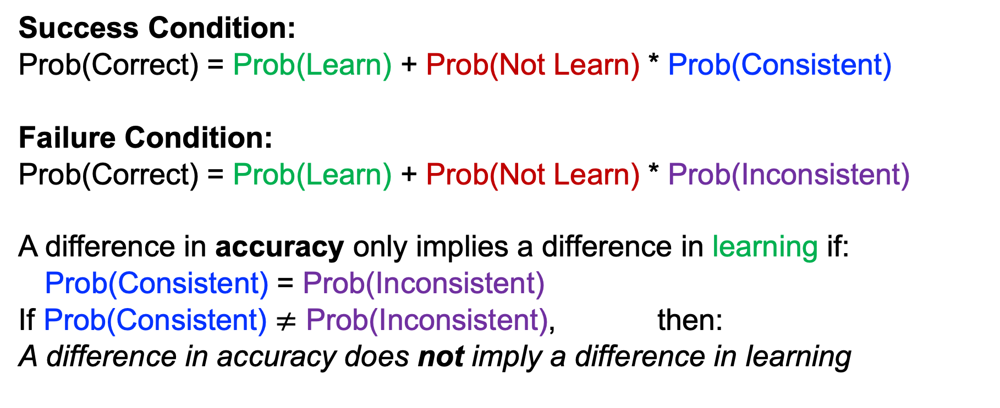 Success Condition:
Prob(Correct) = Prob(Learn) + Prob(Not Learn) * Prob(Consistent)
Failure Condition:
Prob(Correct) = Prob(Learn) + Prob(Not Learn) * Prob(Inconsistent)
A difference in accuracy only implies a difference in learning if:
Prob(Consistent) = Prob(Inconsistent)
If Prob(Consistent) ≠ Prob(Inconsistent), then:
A difference in accuracy does not imply a difference in learning